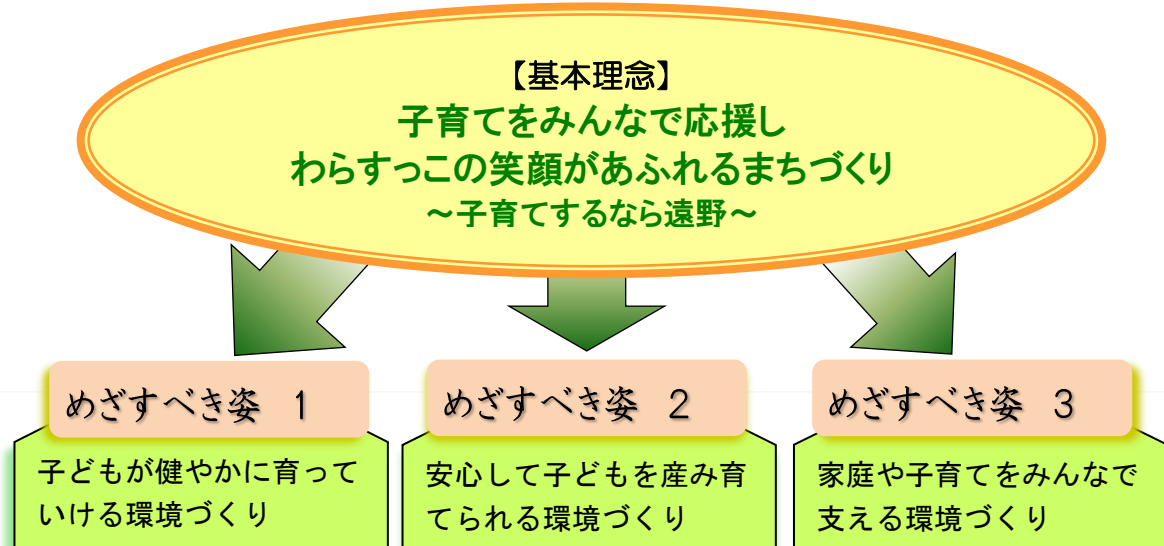 【基本理念】
子育てをみんなで応援し
わらすっこの笑顔があふれるまちづくり
～子育てするなら遠野～
めざすべき姿　1
子どもが健やかに育って
いける環境づくり
めざすべき姿　2
安心して子どもを産み育
てられる環境づくり
めざすべき姿　3
家庭や子育てをみんなで
支える環境づくり